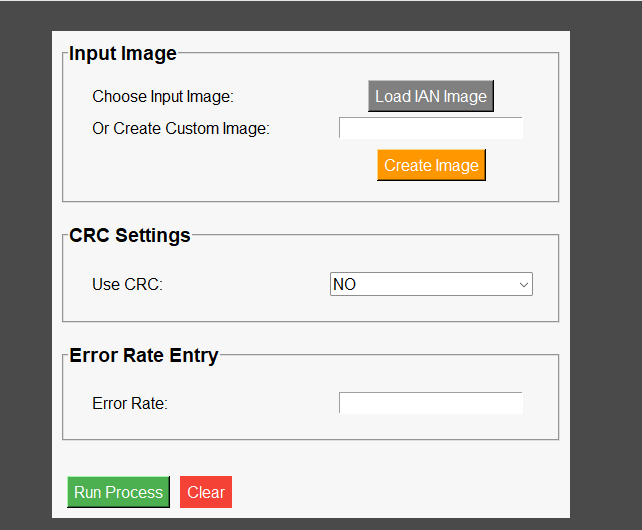 Input Image
Choose Input Image: Load IAN Image
Or Create Custom Image:
Create Image
CRC Settings
Use CRC: NO
Error Rate Entry
Error Rate:
Run Process Clear